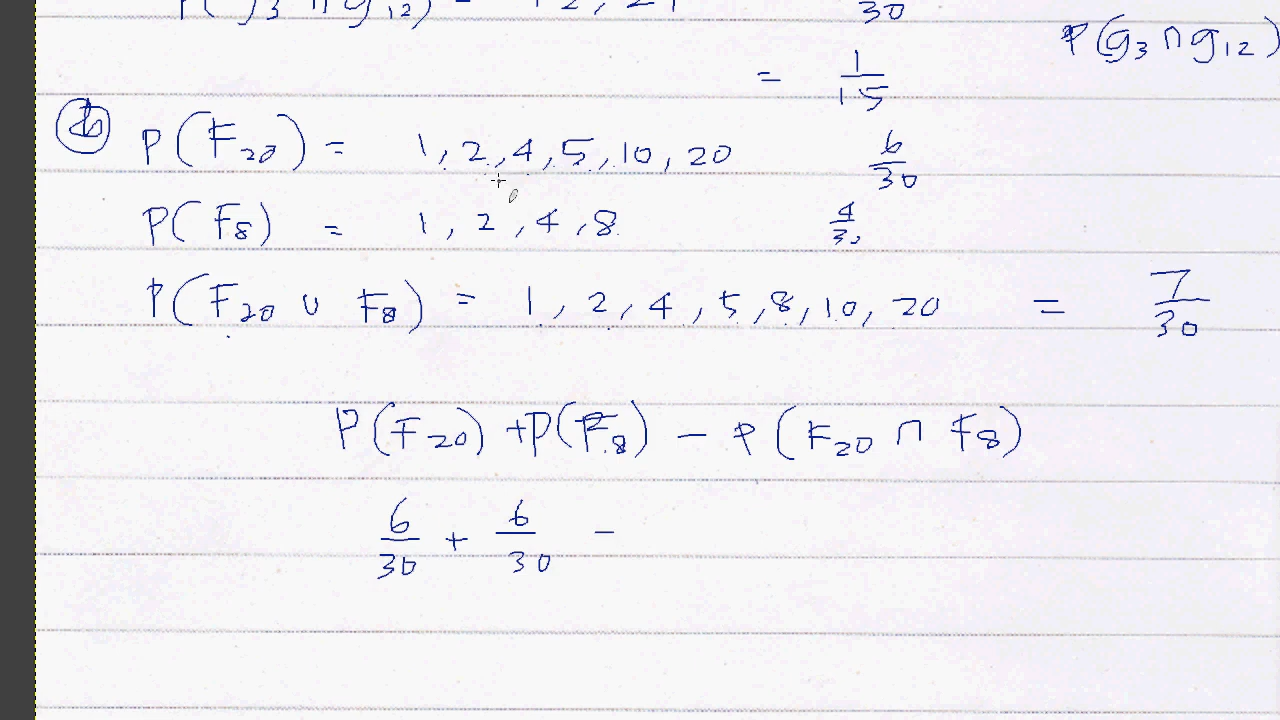 30
P(g3 ∩ g12)
= 1/15
b P(F20) = 1, 2, 4, 5, 10, 20 6/30
P(F8) = 1, 2, 4, 8
P(F20 ∪ F8) = 1, 2, 4, 5, 8, 10, 20 = 7/30
P(F20) + P(F8) - P(F20 ∩ F8)
6/30 + 6/30 -